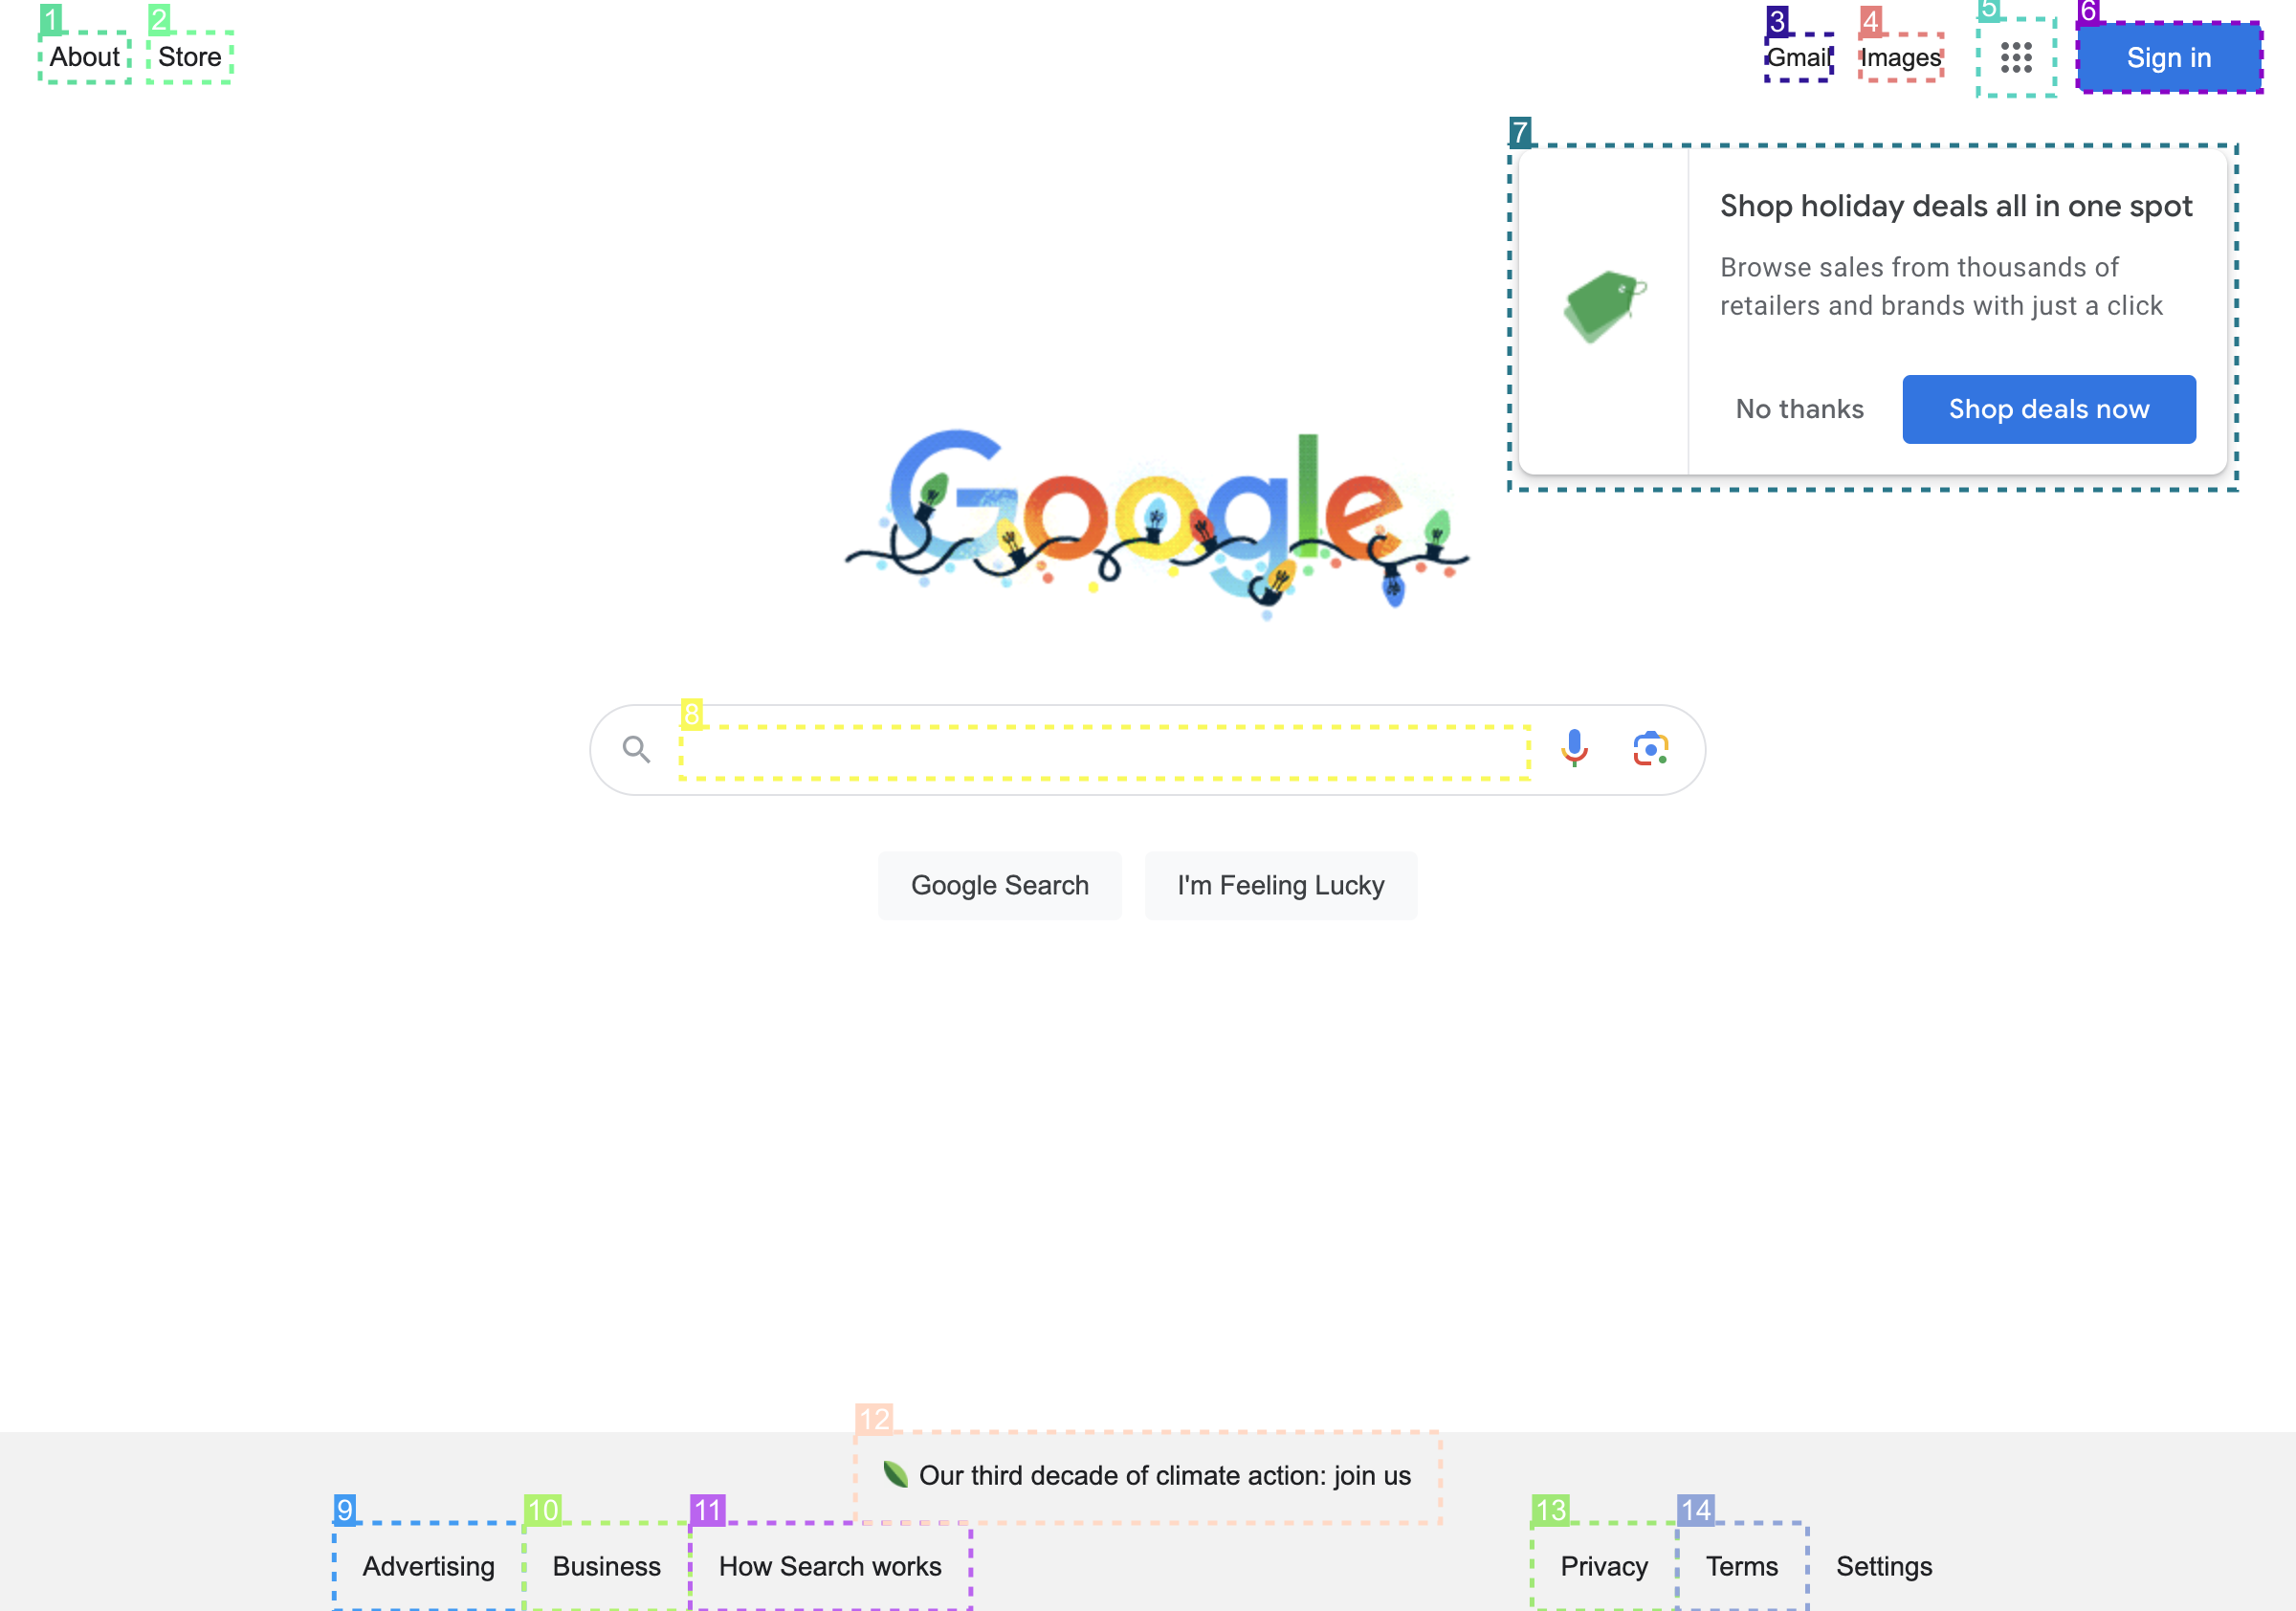 1 2 3 4 5 6
About Store Gmail Images Sign in
7
Shop holiday deals all in one spot
Browse sales from thousands of
retailers and brands with just a click
No thanks Shop deals now
Google
8
Google Search I'm Feeling Lucky
12
Our third decade of climate action: join us
9 10 11 13 14
Advertising Business How Search works Privacy Terms Settings